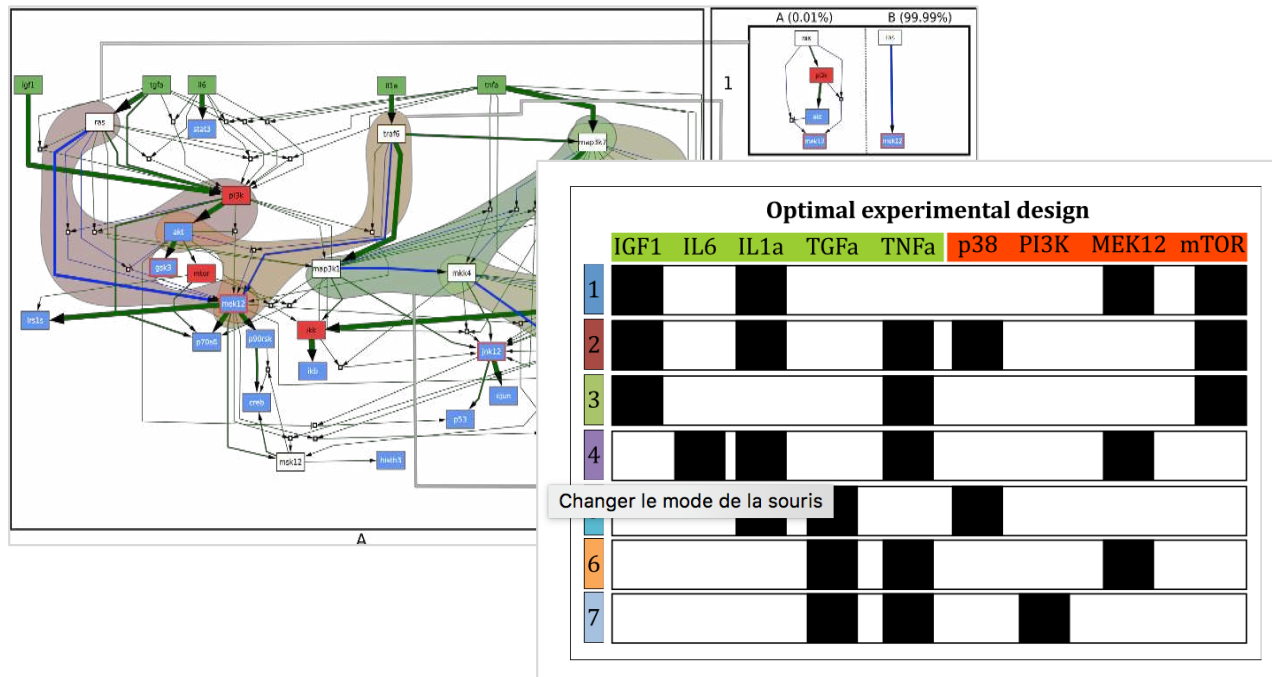 A (0.01%) B (99.99%)
1
ras ras
pi3k
akt
mek12 mek12
igf1 tgfa il6 il1a tnfa
ras stat3 traf6 map3k7
pi3k
akt
gsk3 mtor map3k1 mkk4
mek12
irs1s p70s6 p90rsk ikk jnk12
ikb
creb cjun
p53
msk12 histh3
A
Optimal experimental design
IGF1 IL6 IL1a TGFa TNFa p38 PI3K MEK12 mTOR
1
2
3
4
Changer le mode de la souris
6
7